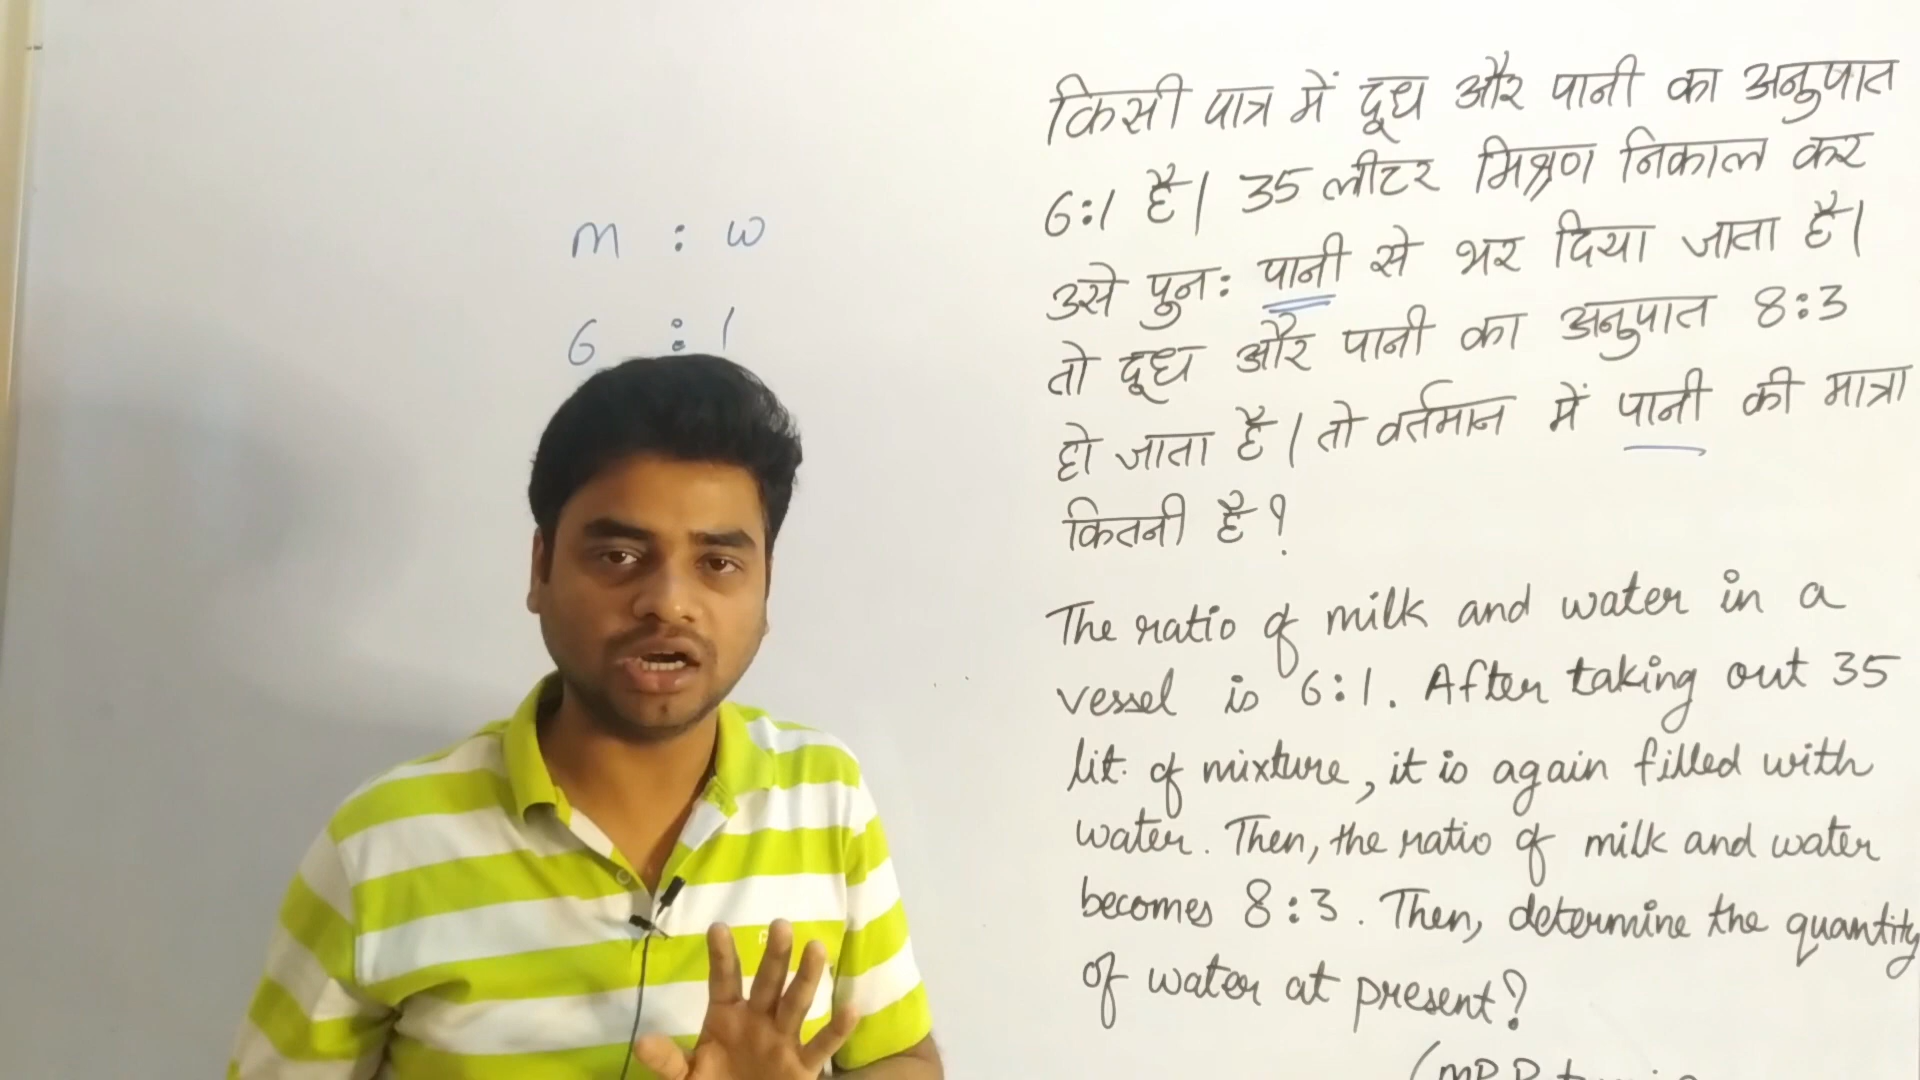 m : w
6 : 1
किसी पात्र में दूध और पानी का अनुपात
6:1 है। 35 लीटर मिश्रण निकाल कर
उसे पुन: पानी से भर दिया जाता है।
तो दूध और पानी का अनुपात 8:3
हो जाता है। तो वर्तमान में पानी की मात्रा
कितनी है?
The ratio of milk and water in a
vessel is 6:1. After taking out 35
lit. of mixture, it is again filled with
water. Then, the ratio of milk and water
becomes 8:3. Then, determine the quantity
of water at present?